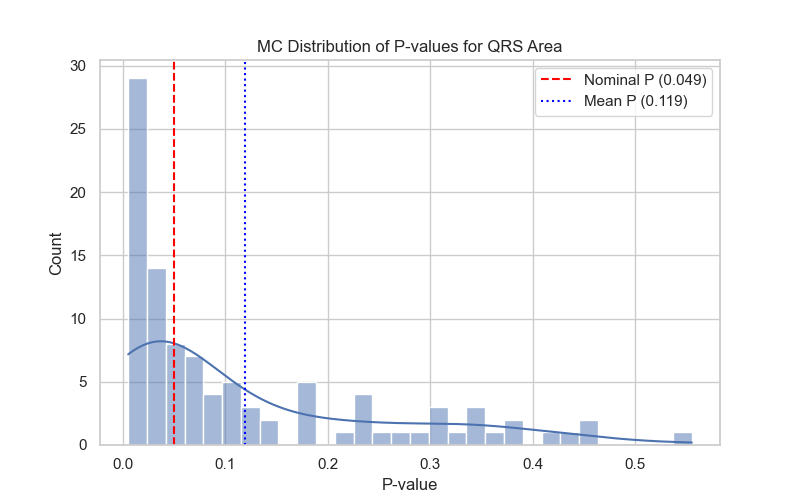 MC Distribution of P-values for QRS Area
Nominal P (0.049)
Mean P (0.119)
Count
30
25
20
15
10
5
0
0.0 0.1 0.2 0.3 0.4 0.5
P-value